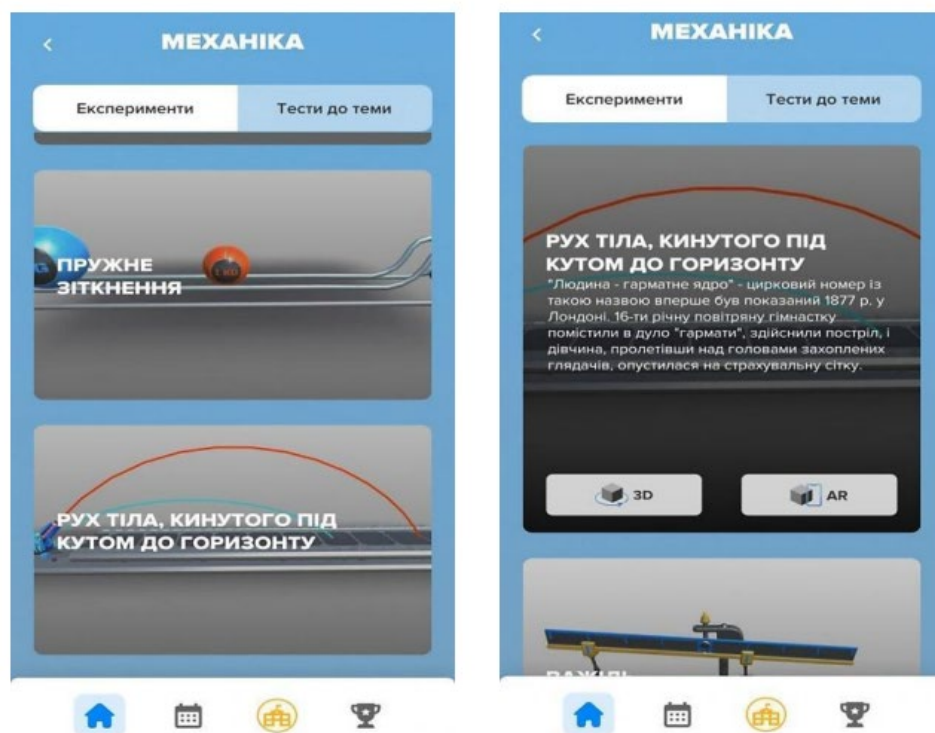 МЕХАНІКА
Експерименти
Тести до теми
ПРУЖНЕ
ЗІТКНЕННЯ
1 KG
РУХ ТІЛА, КИНУТОГО ПІД
КУТОМ ДО ГОРИЗОНТУ
МЕХАНІКА
Експерименти
Тести до теми
РУХ ТІЛА, КИНУТОГО ПІД
КУТОМ ДО ГОРИЗОНТУ
"Людина - гарматне ядро" - цирковий номер із
такою назвою вперше був показаний 1877 р. у
Лондоні. 16-ти річну повітряну гімнастку
помістили в дуло "гармати", здійснили постріл, і
дівчина, пролетівши над головами захоплених
глядачів, опустилася на страхувальну сітку.
3D
AR
ВАЖІЛЬ